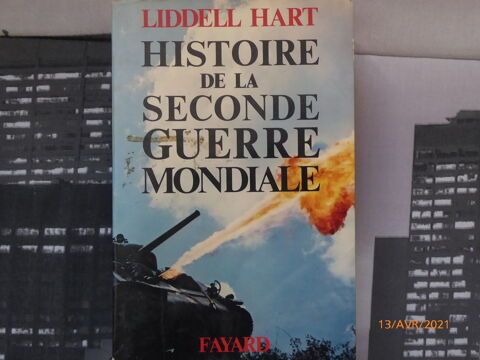 LIDDELL HART
HISTOIRE
DE LA
SECONDE
GUERRE
MONDIALE
FAYARD
13/AVR/2021